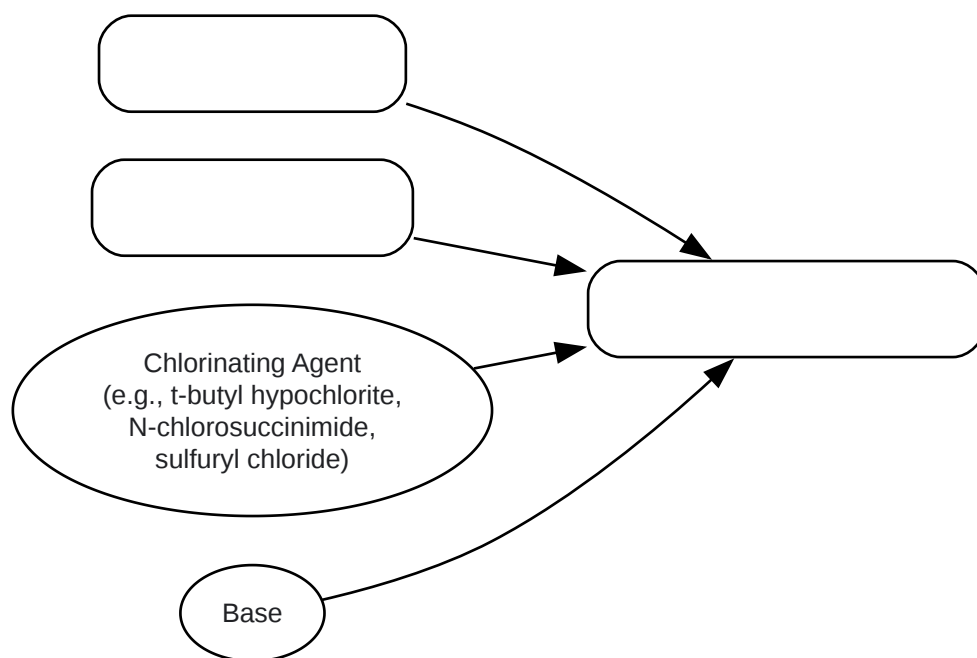 Chlorinating Agent
(e.g., t-butyl hypochlorite,
N-chlorosuccinimide,
sulfuryl chloride)
Base